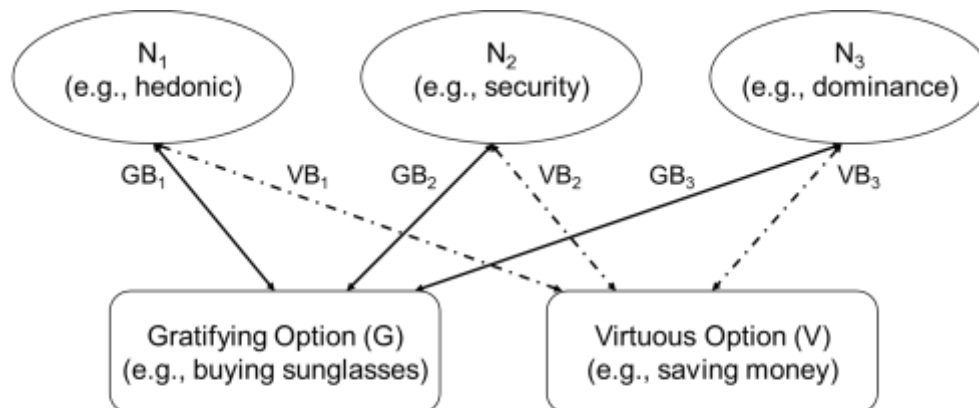 N₁
(e.g., hedonic)
N₂
(e.g., security)
N₃
(e.g., dominance)
GB₁
VB₁
GB₂
VB₂
GB₃
VB₃
Gratifying Option (G)
(e.g., buying sunglasses)
Virtuous Option (V)
(e.g., saving money)